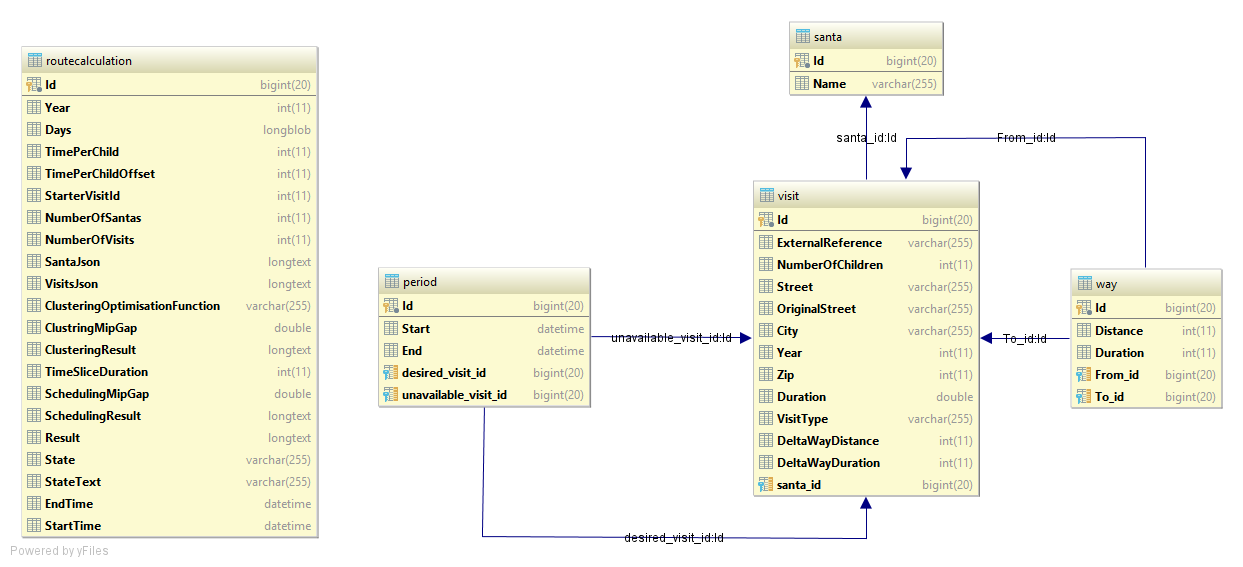 routecalculation
Id bigint(20)
Year int(11)
Days longblob
TimePerChild int(11)
TimePerChildOffset int(11)
StarterVisitId int(11)
NumberOfSantas int(11)
NumberOfVisits int(11)
SantaJson longtext
VisitsJson longtext
ClusteringOptimisationFunction varchar(255)
ClustringMipGap double
ClusteringResult longtext
TimeSliceDuration int(11)
SchedulingMipGap double
SchedulingResult longtext
Result longtext
State varchar(255)
StateText varchar(255)
EndTime datetime
StartTime datetime
Powered by yFiles
period
Id bigint(20)
Start datetime
End datetime
desired_visit_id bigint(20)
unavailable_visit_id bigint(20)
unavailable_visit_id:Id
desired_visit_id:Id
santa
Id bigint(20)
Name varchar(255)
santa_id:Id
From_id:Id
visit
Id bigint(20)
ExternalReference varchar(255)
NumberOfChildren int(11)
Street varchar(255)
OriginalStreet varchar(255)
City varchar(255)
Year int(11)
Zip int(11)
Duration double
VisitType varchar(255)
DeltaWayDistance int(11)
DeltaWayDuration int(11)
santa_id bigint(20)
To_id:Id
way
Id bigint(20)
Distance int(11)
Duration int(11)
From_id bigint(20)
To_id bigint(20)